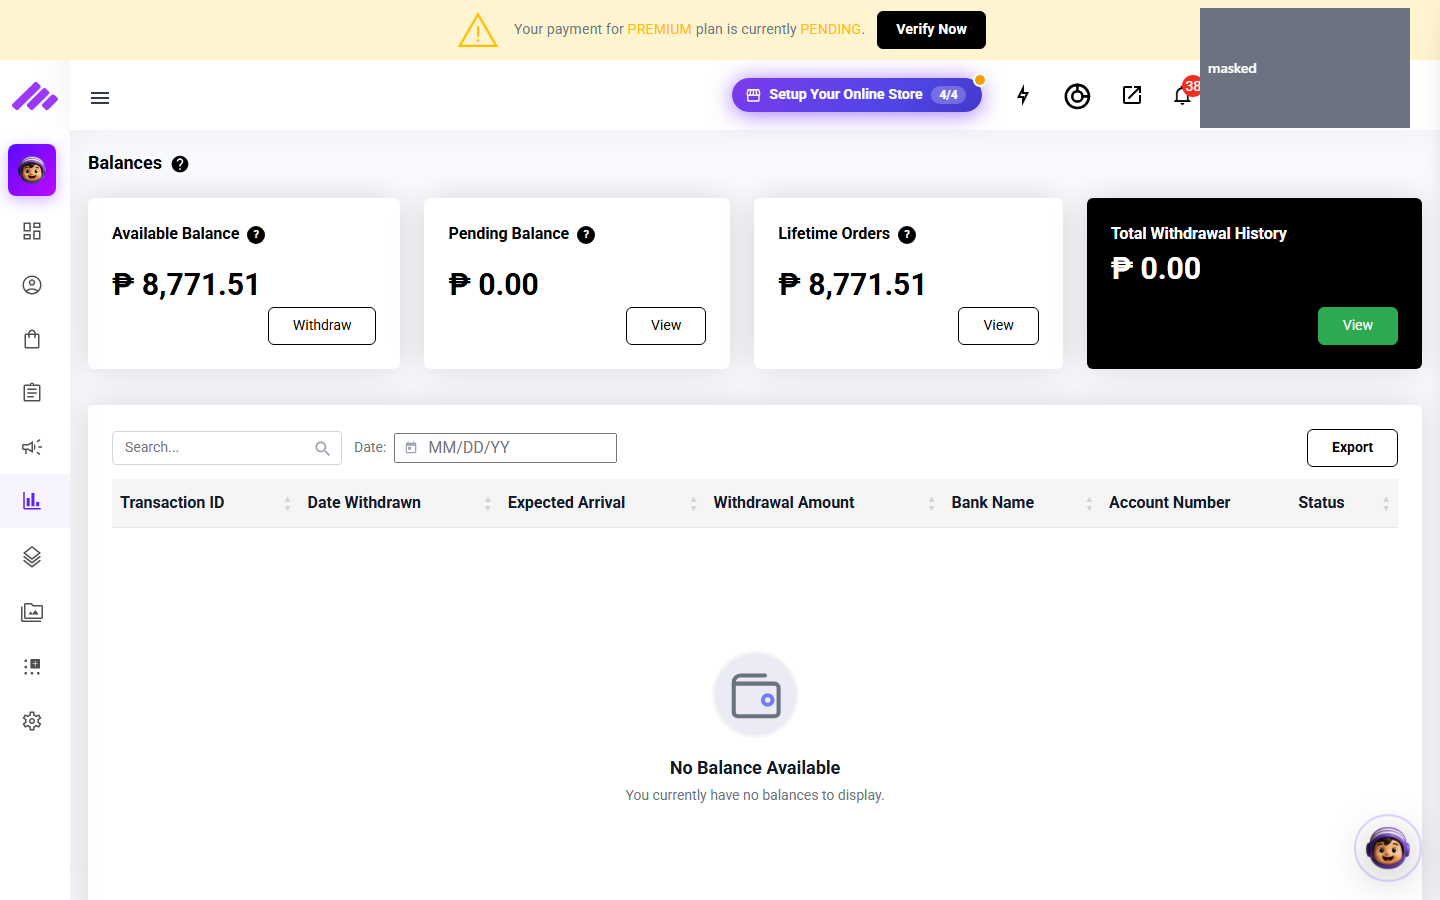 Your payment for PREMIUM plan is currently PENDING.
Verify Now
masked
Setup Your Online Store 4/4
38
Balances ?
Available Balance ?
₱ 8,771.51
Withdraw
Pending Balance ?
₱ 0.00
View
Lifetime Orders ?
₱ 8,771.51
View
Total Withdrawal History
₱ 0.00
View
Search...
Date: MM/DD/YY
Export
Transaction ID Date Withdrawn Expected Arrival Withdrawal Amount Bank Name Account Number Status
No Balance Available
You currently have no balances to display.